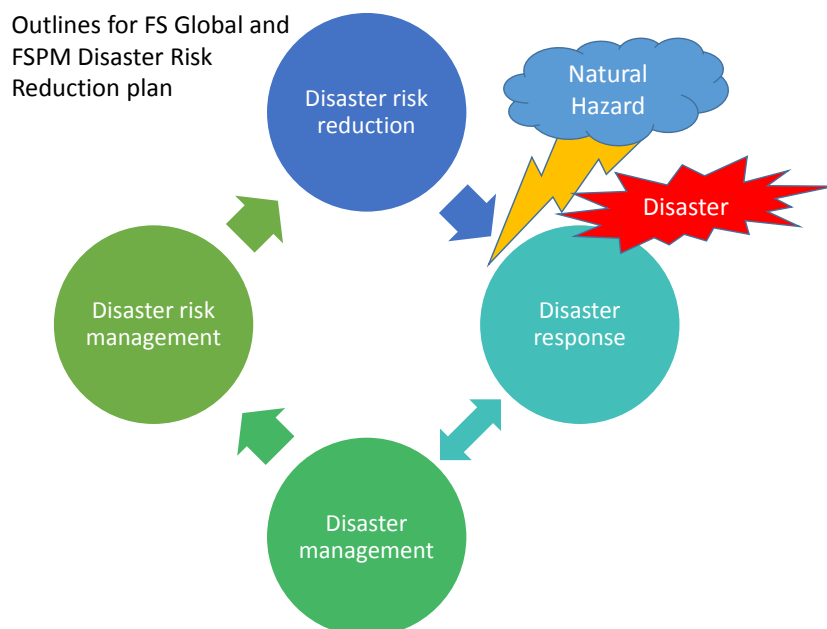 Outlines for FS Global and
FSPM Disaster Risk
Reduction plan
Natural
Hazard
Disaster risk
reduction
Disaster
Disaster risk
management
Disaster
response
Disaster
management